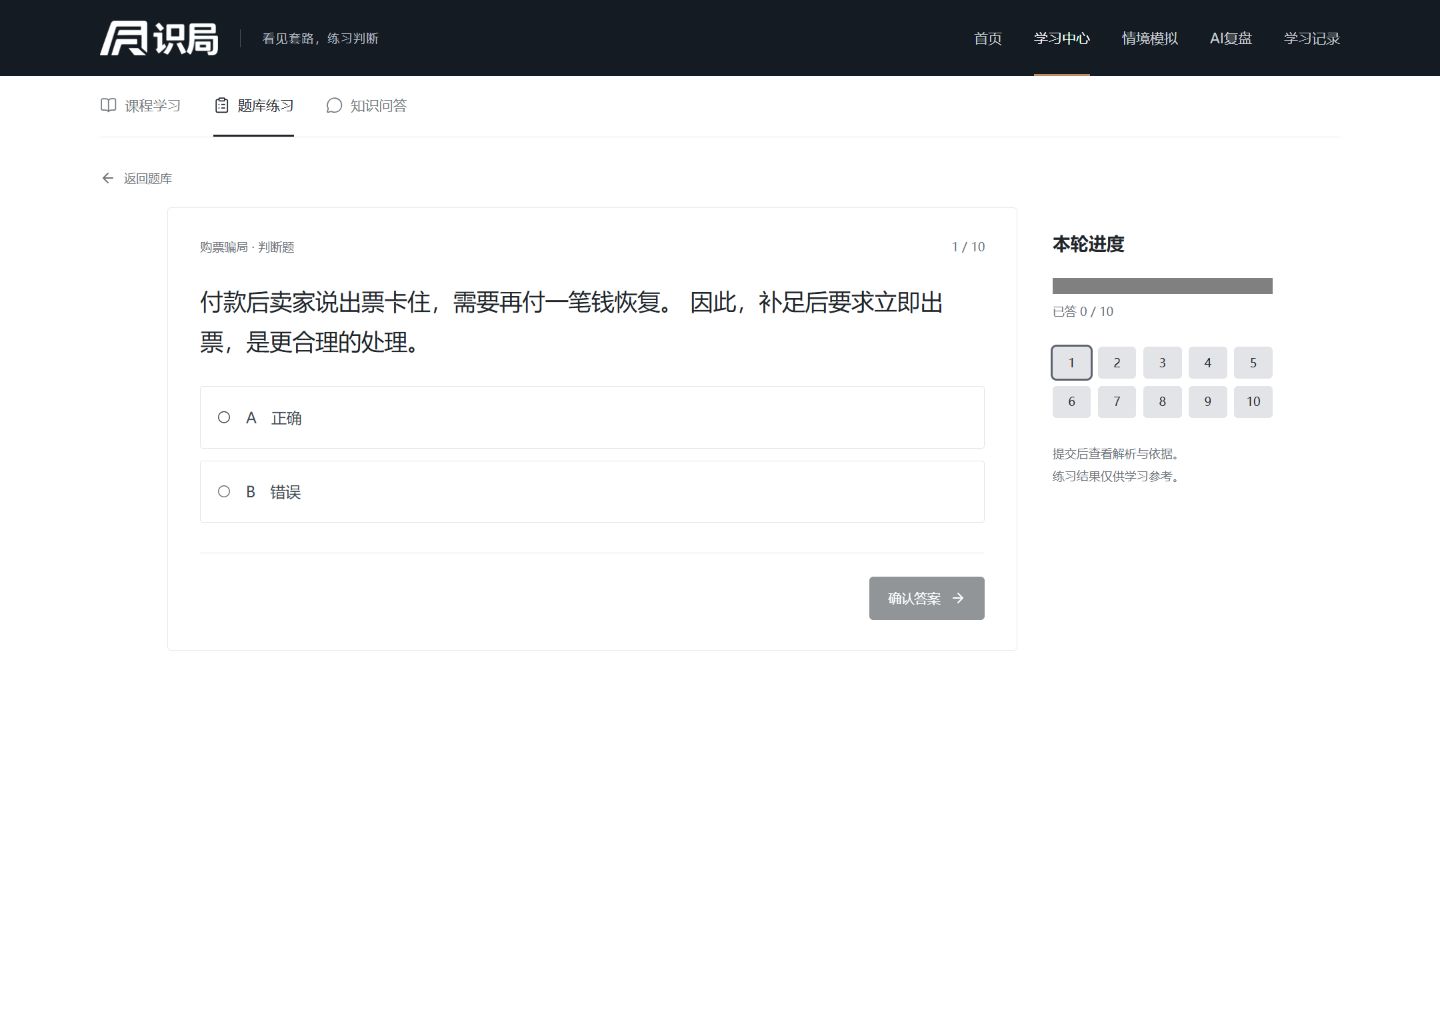 识局
看见套路，练习判断
首页
学习中心
情境模拟
AI复盘
学习记录
课程学习
题库练习
知识问答
返回题库
购票骗局 · 判断题
1 / 10
付款后卖家说出票卡住，需要再付一笔钱恢复。 因此，补足后要求立即出
票，是更合理的处理。
A 正确
B 错误
确认答案
本轮进度
已答 0 / 10
1 2 3 4 5
6 7 8 9 10
提交后查看解析与依据。
练习结果仅供学习参考。